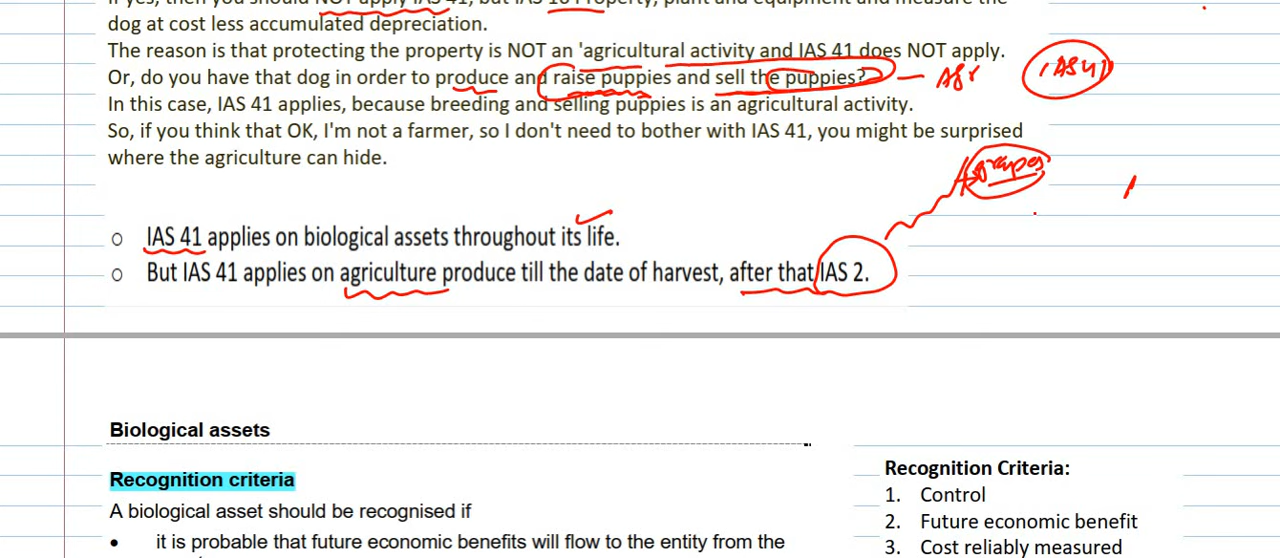 dog at cost less accumulated depreciation.
The reason is that protecting the property is NOT an 'agricultural activity and IAS 41 does NOT apply.
Or, do you have that dog in order to produce and raise puppies and sell the puppies? — Agr IAS 41
In this case, IAS 41 applies, because breeding and selling puppies is an agricultural activity.
So, if you think that OK, I'm not a farmer, so I don't need to bother with IAS 41, you might be surprised
where the agriculture can hide.
grapes
o IAS 41 applies on biological assets throughout its life.
o But IAS 41 applies on agriculture produce till the date of harvest, after that IAS 2.
Biological assets
Recognition criteria
A biological asset should be recognised if
• it is probable that future economic benefits will flow to the entity from the
Recognition Criteria:
1. Control
2. Future economic benefit
3. Cost reliably measured